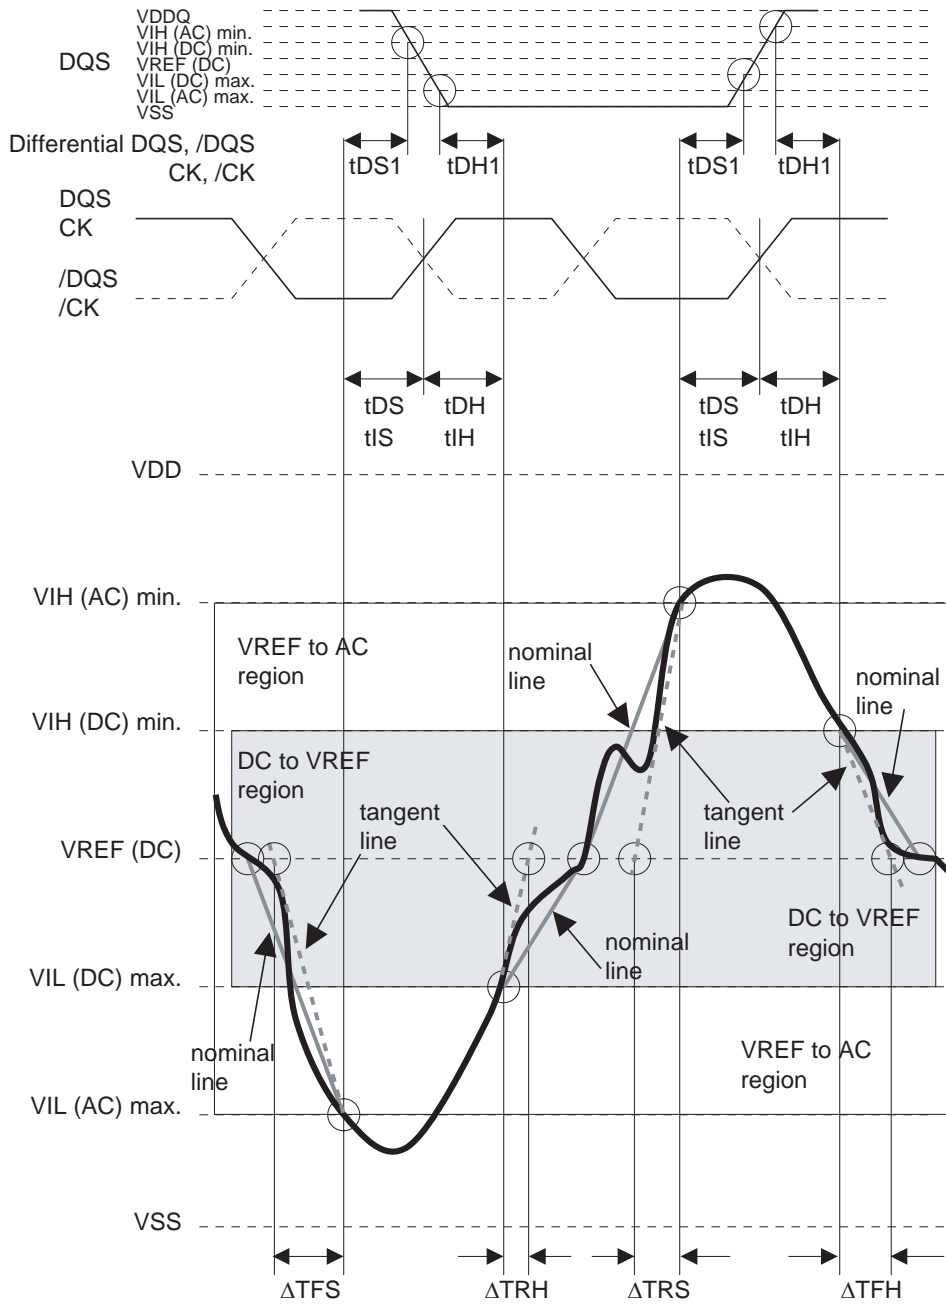 VDDQ
VIH (AC) min.
VIH (DC) min.
VREF (DC)
VIL (DC) max.
VIL (AC) max.
VSS
DQS
Differential DQS, /DQS
CK, /CK
tDS1
tDH1
tDS1
tDH1
DQS
CK
/DQS
/CK
tDS
tIS
tDH
tIH
tDS
tIS
tDH
tIH
VDD
VIH (AC) min.
VREF to AC
region
nominal
line
nominal
line
VIH (DC) min.
DC to VREF
region
tangent
line
tangent
line
VREF (DC)
DC to VREF
region
nominal
line
VIL (DC) max.
nominal
line
VREF to AC
region
VIL (AC) max.
VSS
ΔTFS
ΔTRH
ΔTRS
ΔTFH